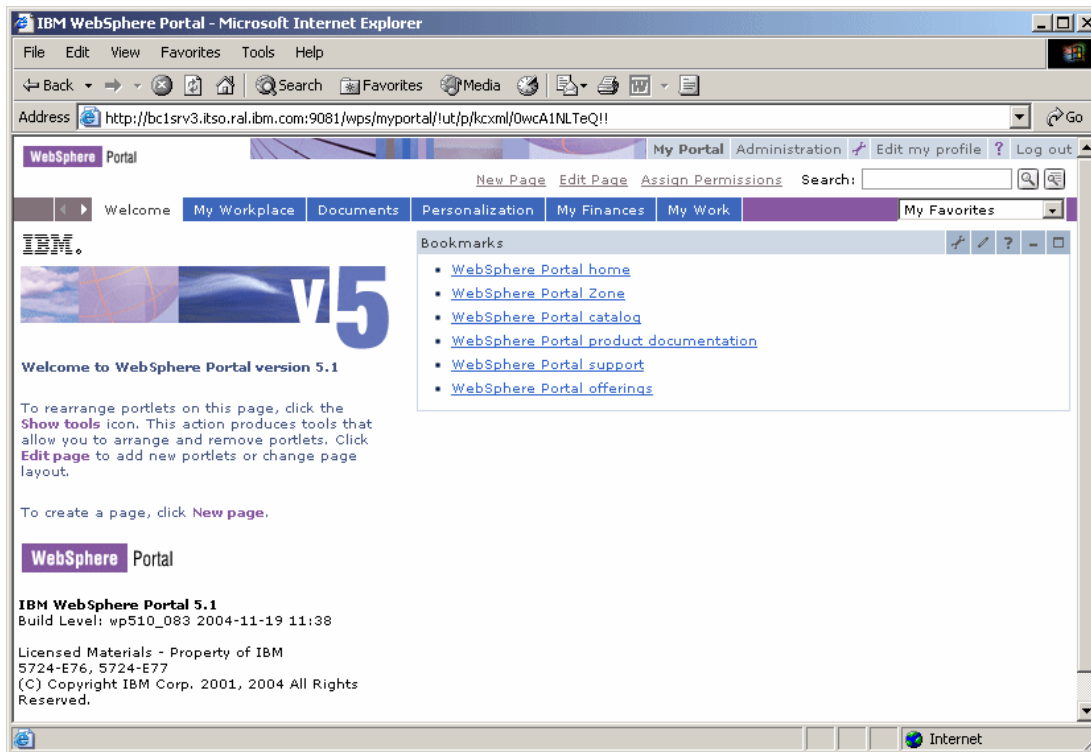 IBM WebSphere Portal - Microsoft Internet Explorer
File Edit View Favorites Tools Help
Back Search Favorites Media
Address http://bc1srv3.itso.ral.ibm.com:9081/wps/myportal/!ut/p/kcxml/0wcA1NLTeQ!! Go
WebSphere Portal
My Portal Administration Edit my profile ? Log out
New Page Edit Page Assign Permissions Search:
Welcome My Workplace Documents Personalization My Finances My Work My Favorites
IBM.
v5
Welcome to WebSphere Portal version 5.1
To rearrange portlets on this page, click the
Show tools icon. This action produces tools that
allow you to arrange and remove portlets. Click
Edit page to add new portlets or change page
layout.
To create a page, click New page.
WebSphere Portal
IBM WebSphere Portal 5.1
Build Level: wp510_083 2004-11-19 11:38
Licensed Materials - Property of IBM
5724-E76, 5724-E77
(C) Copyright IBM Corp. 2001, 2004 All Rights
Reserved.
Bookmarks ?
WebSphere Portal home
WebSphere Portal Zone
WebSphere Portal catalog
WebSphere Portal product documentation
WebSphere Portal support
WebSphere Portal offerings
Internet